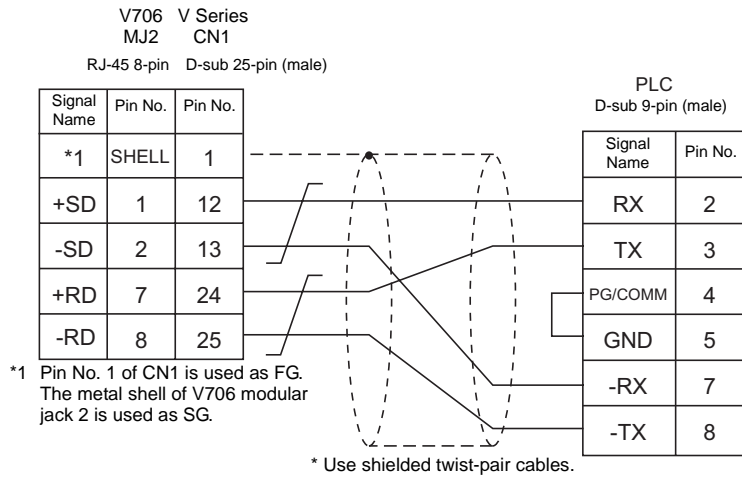 V706 V Series
MJ2 CN1
RJ-45 8-pin D-sub 25-pin (male)
Signal Name Pin No. Pin No.
*1 SHELL 1
+SD 1 12
-SD 2 13
+RD 7 24
-RD 8 25
*1 Pin No. 1 of CN1 is used as FG.
The metal shell of V706 modular
jack 2 is used as SG.
PLC
D-sub 9-pin (male)
Signal Name Pin No.
RX 2
TX 3
PG/COMM 4
GND 5
-RX 7
-TX 8
* Use shielded twist-pair cables.